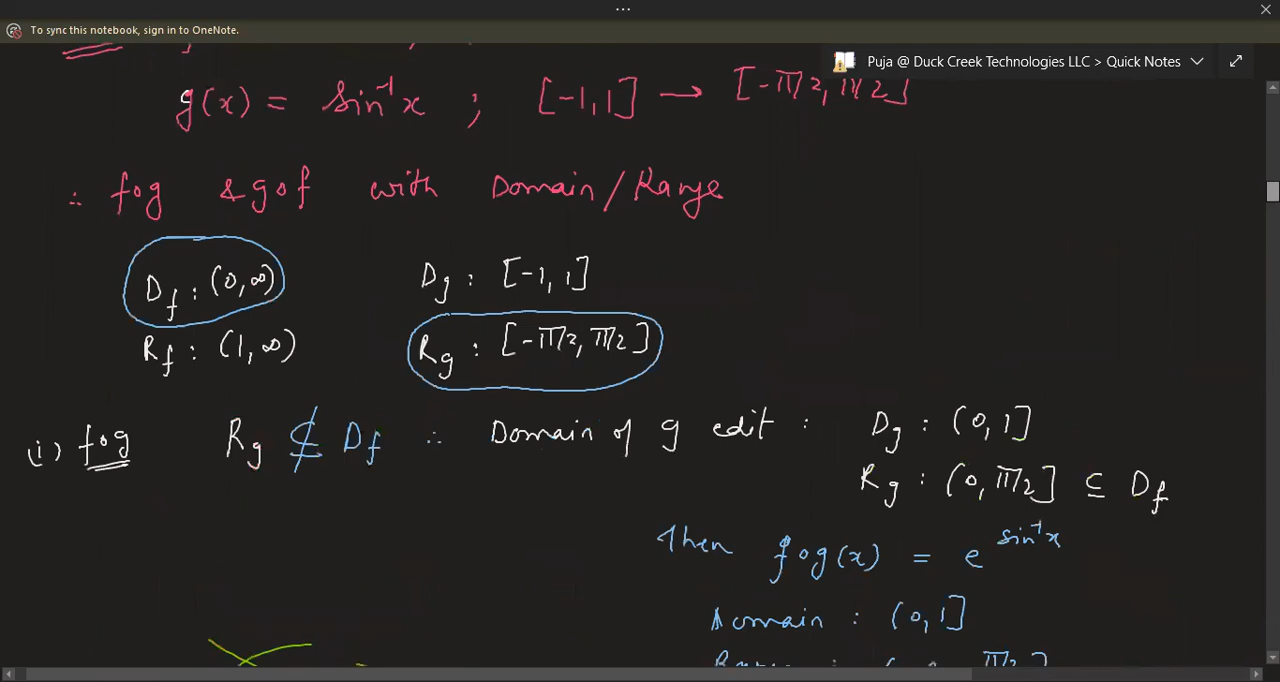 ...
To sync this notebook, sign in to OneNote.
Puja @ Duck Creek Technologies LLC > Quick Notes
g(x) = sin⁻¹x ; [-1,1] → [-π/2, π/2]
∴ fog & gof with Domain/Range
Df : (0,∞) Dg : [-1,1]
Rf : (1,∞) Rg : [-π/2, π/2]
(i) fog Rg ⊄ Df ∴ Domain of g edit : Dg : (0,1]
Rg : (0, π/2] ⊆ Df
then fog(x) = e^sin⁻¹x
Domain : (0,1]